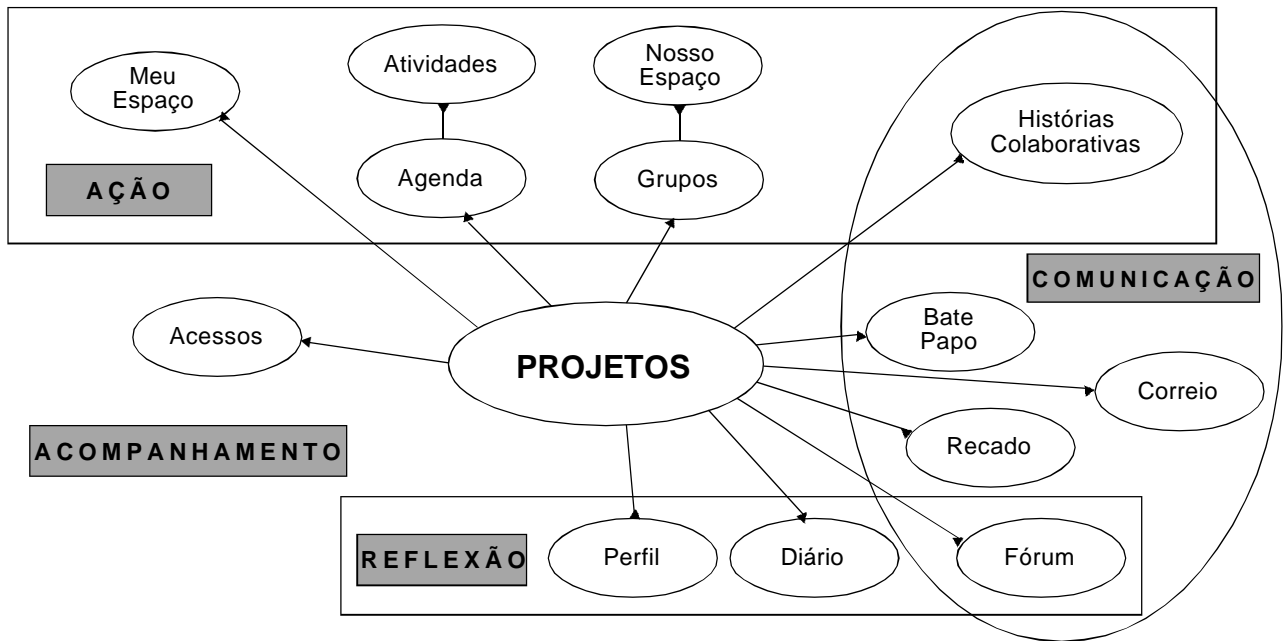 Meu
Espaço
Atividades
Nosso
Espaço
Histórias
Colaborativas
AÇÃO
Agenda
Grupos
COMUNICAÇÃO
Acessos
PROJETOS
Bate
Papo
Correio
ACOMPANHAMENTO
Recado
REFLEXÃO
Perfil
Diário
Fórum